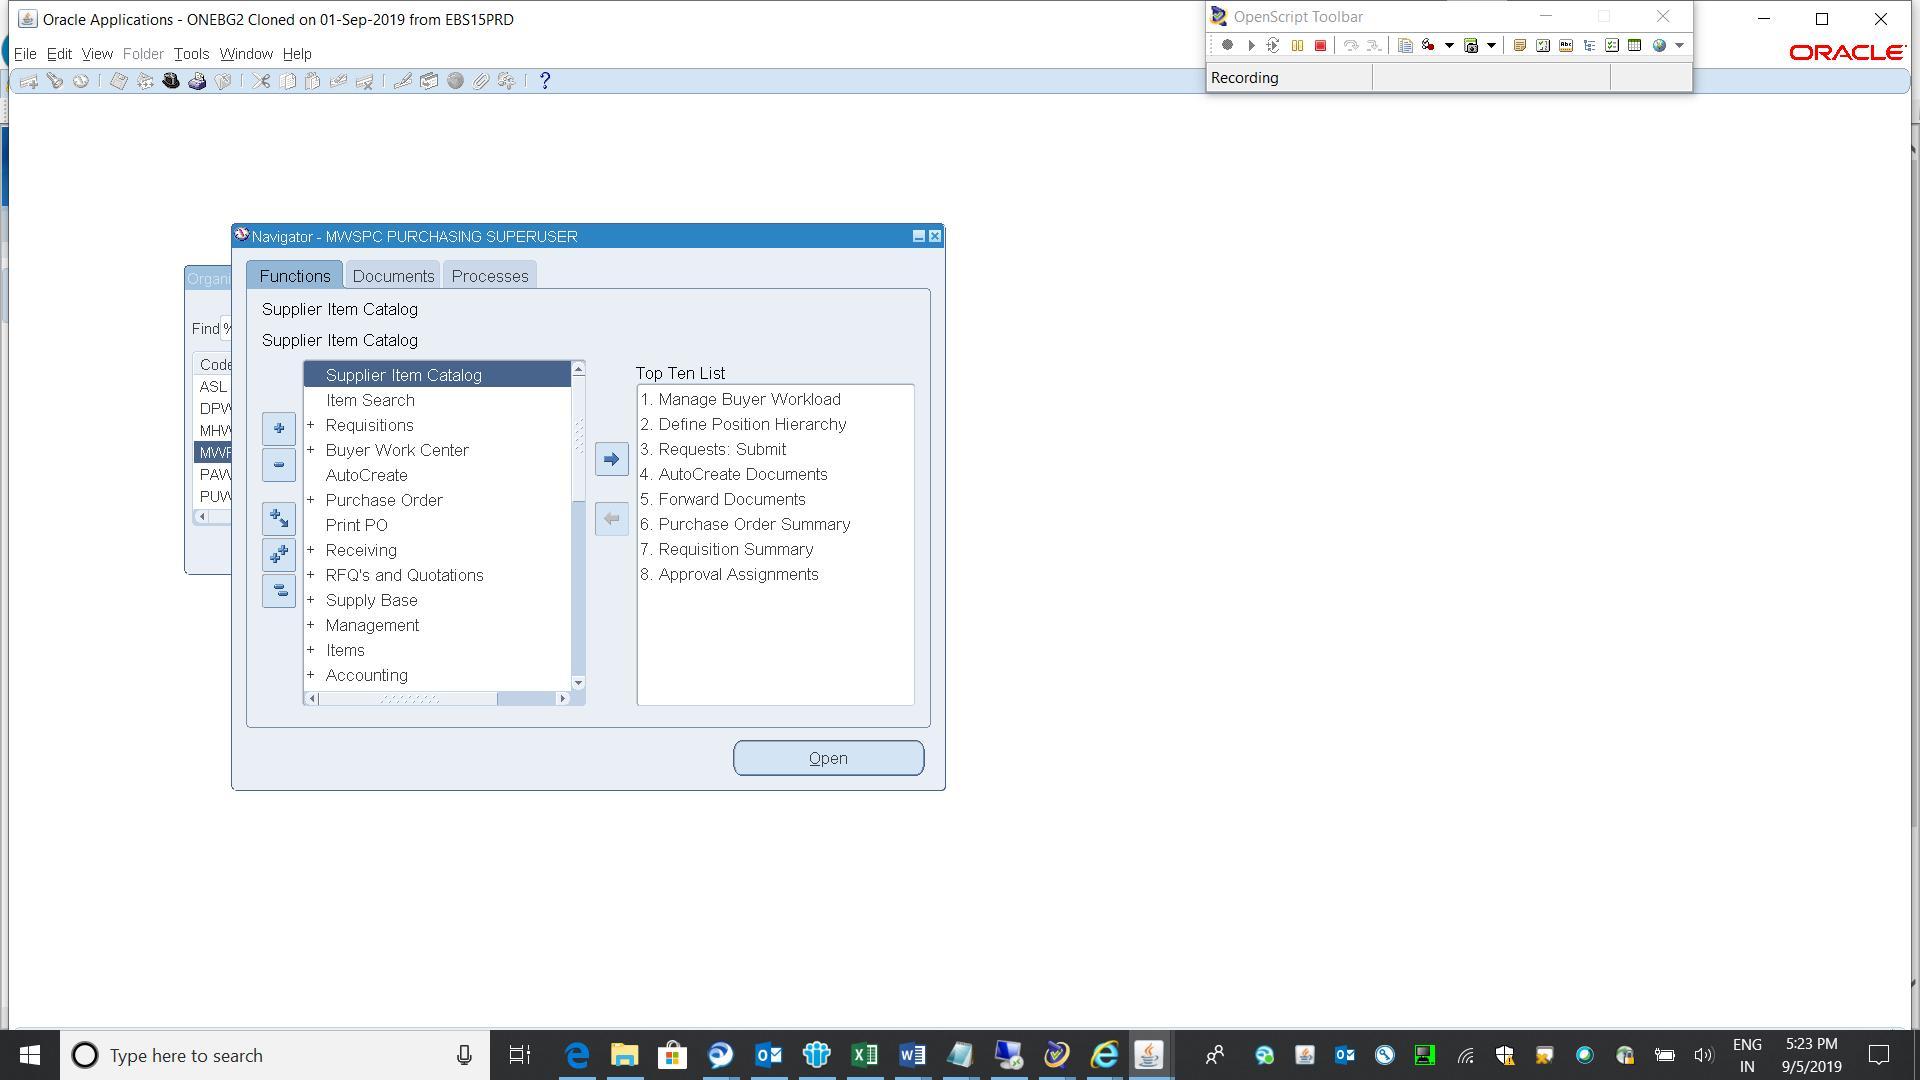 Oracle Applications - ONEBG2 Cloned on 01-Sep-2019 from EBS15PRD
OpenScript Toolbar
File Edit View Folder Tools Window Help
ORACLE
Recording
Navigator - MWSPC PURCHASING SUPERUSER
Functions Documents Processes
Supplier Item Catalog
Supplier Item Catalog
Find %
Code
ASL
DPW
MHW
MWP
PAW
PUW
Supplier Item Catalog
Item Search
+ Requisitions
+ Buyer Work Center
AutoCreate
+ Purchase Order
Print PO
+ Receiving
+ RFQ's and Quotations
+ Supply Base
+ Management
+ Items
+ Accounting
Top Ten List
1. Manage Buyer Workload
2. Define Position Hierarchy
3. Requests: Submit
4. AutoCreate Documents
5. Forward Documents
6. Purchase Order Summary
7. Requisition Summary
8. Approval Assignments
Open
Type here to search
ENG
IN
5:23 PM
9/5/2019